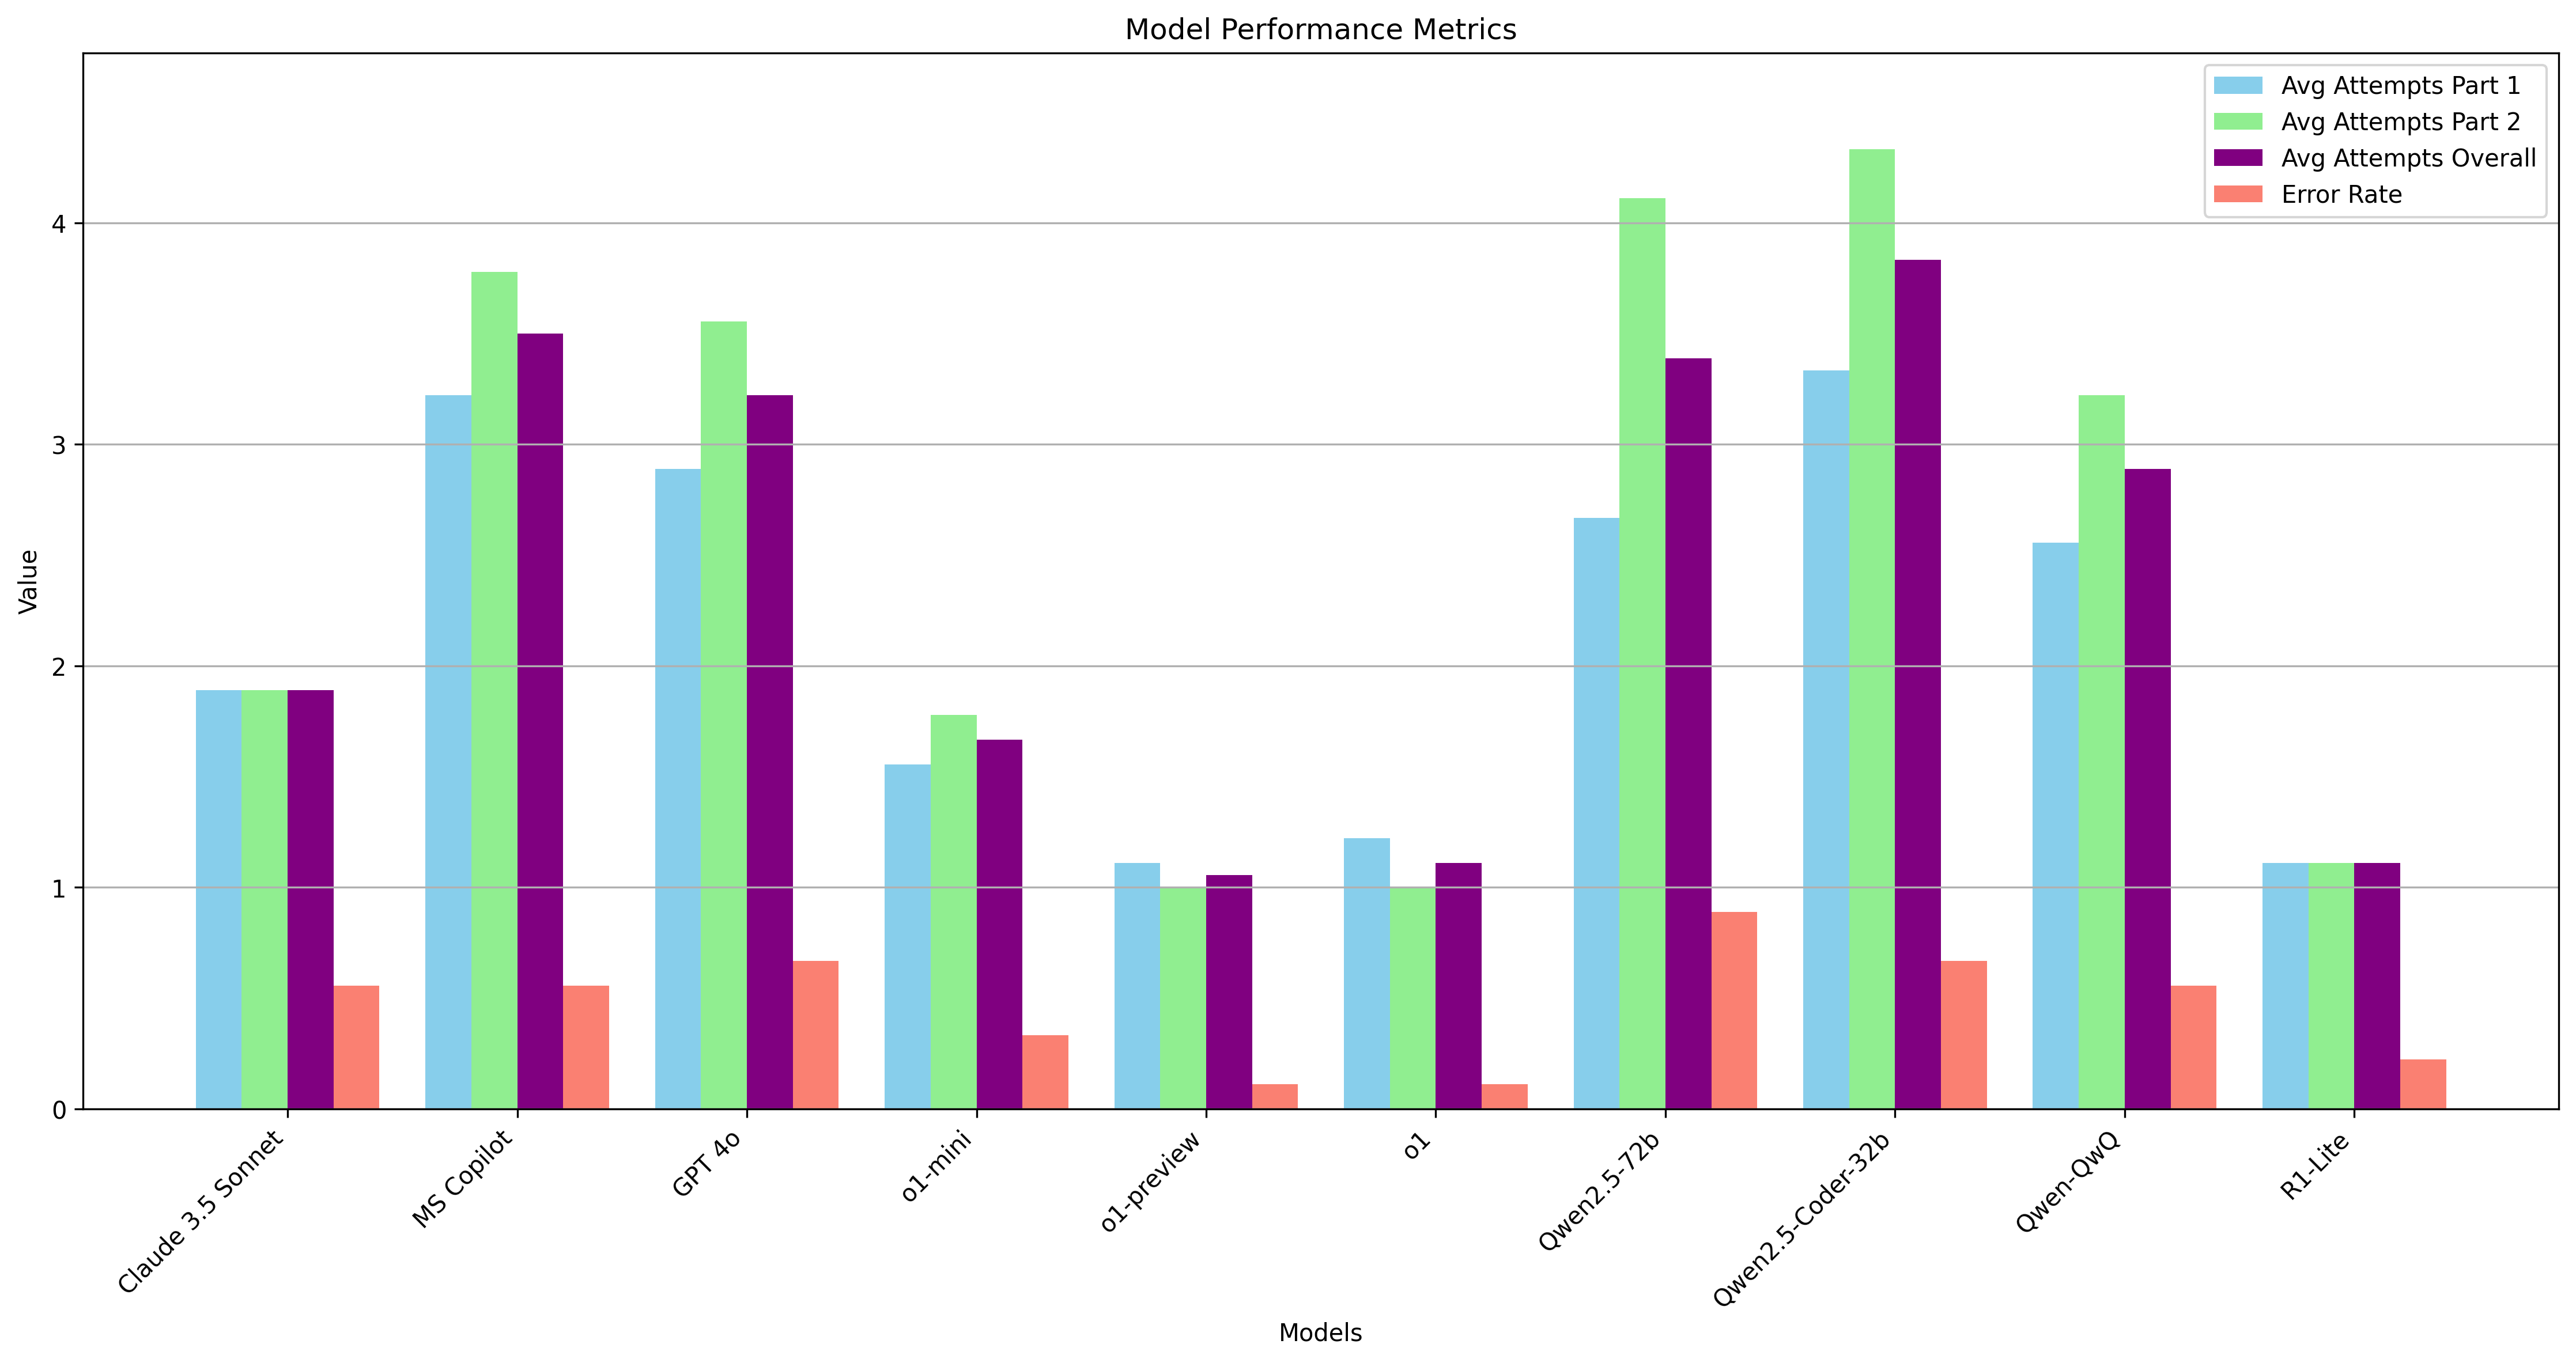 Model Performance Metrics
Avg Attempts Part 1
Avg Attempts Part 2
Avg Attempts Overall
Error Rate
Value
4
3
2
1
0
Claude 3.5 Sonnet
MS Copilot
GPT 4o
o1-mini
o1-preview
o1
Qwen2.5-72b
Qwen2.5-Coder-32b
Qwen-QwQ
R1-Lite
Models